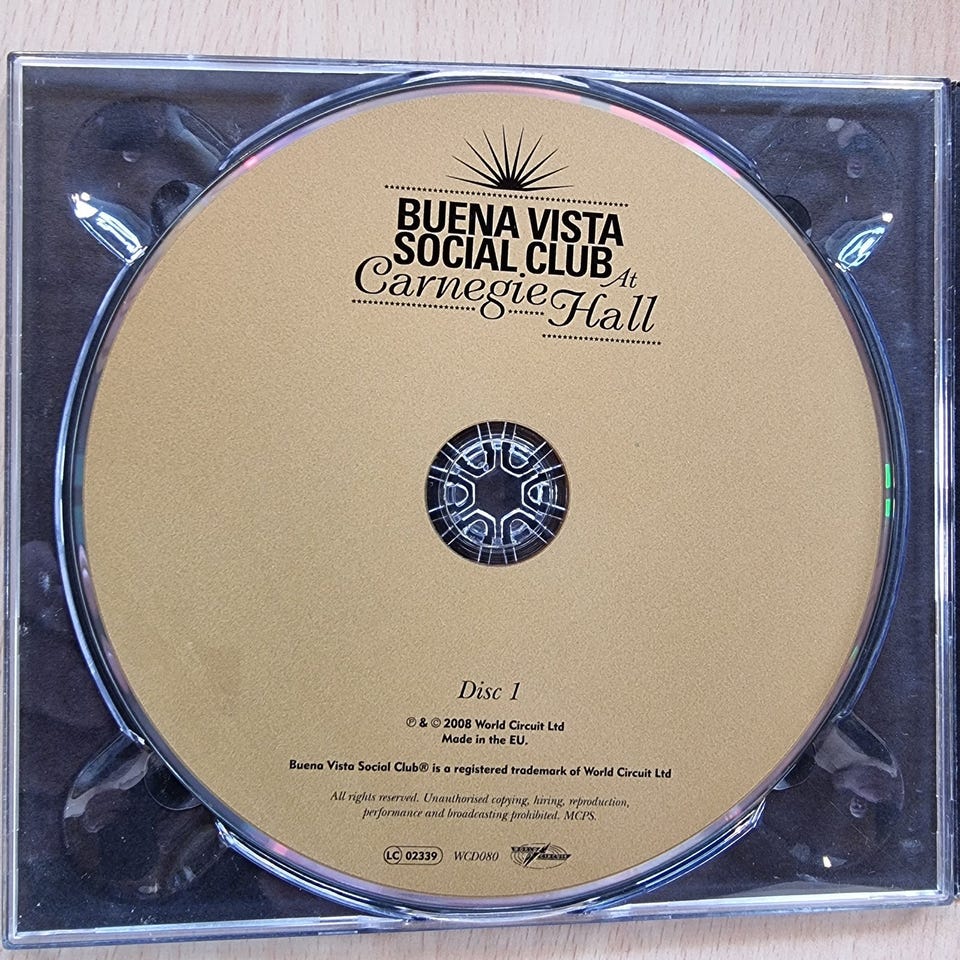 BUENA VISTA
SOCIAL CLUB At
Carnegie Hall
Disc 1
℗ & © 2008 World Circuit Ltd
Made in the EU.
Buena Vista Social Club® is a registered trademark of World Circuit Ltd
All rights reserved. Unauthorised copying, hiring, reproduction,
performance and broadcasting prohibited. MCPS.
LC 02339 WCD080 WORLD CIRCUIT